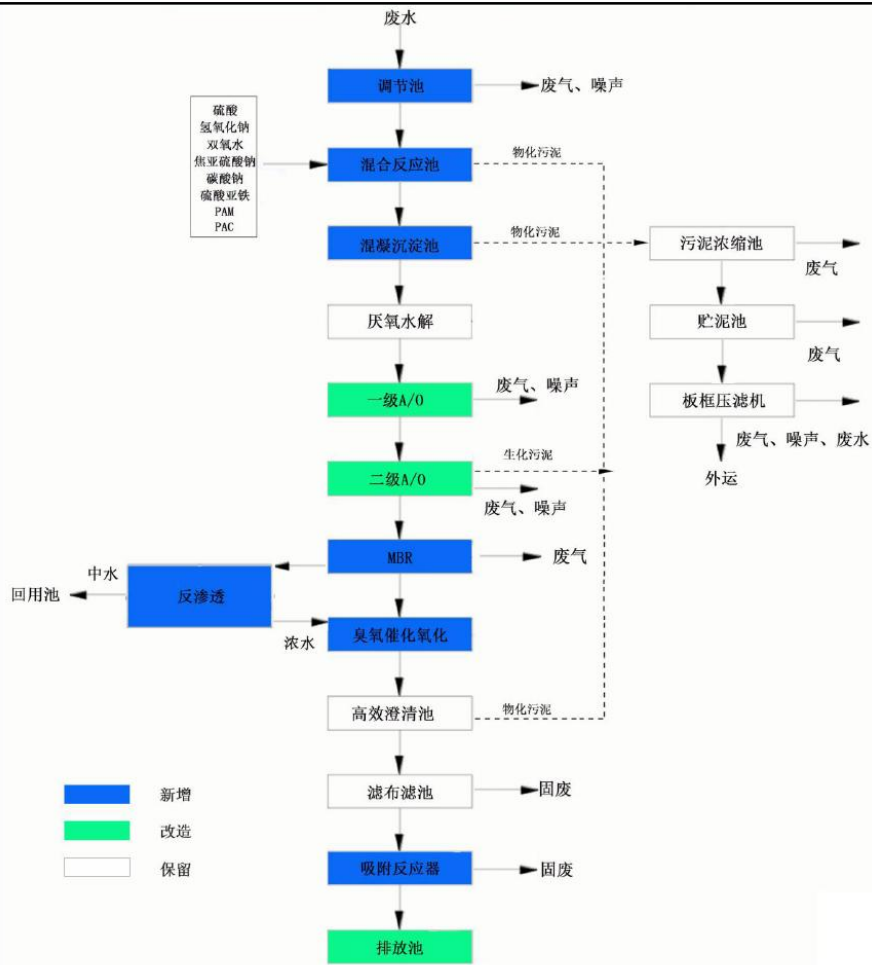 废水
调节池
废气、噪声
硫酸
氢氧化钠
双氧水
焦亚硫酸钠
碳酸钠
硫酸亚铁
PAM
PAC
混合反应池
物化污泥
混凝沉淀池
物化污泥
污泥浓缩池
废气
厌氧水解
贮泥池
废气
一级A/O
废气、噪声
板框压滤机
废气、噪声、废水
外运
二级A/O
生化污泥
废气、噪声
MBR
废气
回用池
中水
反渗透
浓水
臭氧催化氧化
高效澄清池
物化污泥
滤布滤池
固废
吸附反应器
固废
排放池
新增
改造
保留